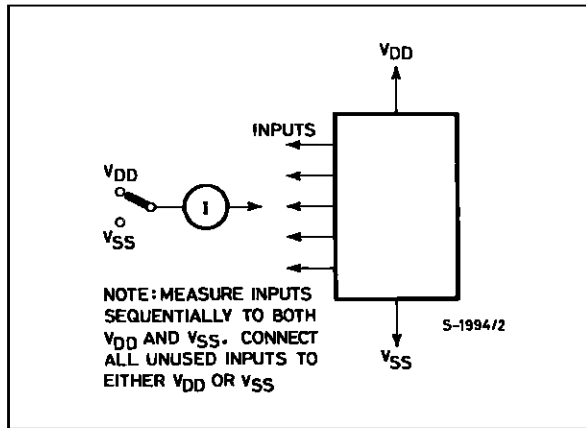 VDD
INPUTS
VDD
I
VSS
NOTE: MEASURE INPUTS
SEQUENTIALLY TO BOTH
VDD AND VSS. CONNECT
ALL UNUSED INPUTS TO
EITHER VDD OR VSS
S-1994/2
VSS